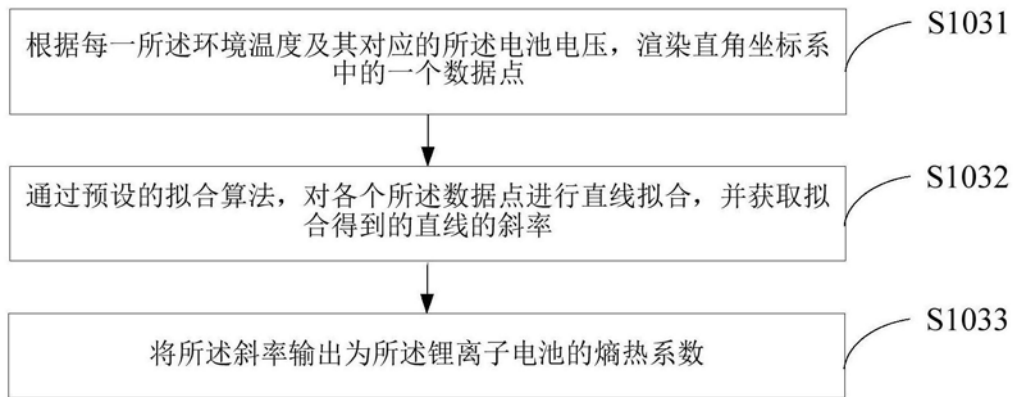 根据每一所述环境温度及其对应的所述电池电压，渲染直角坐标系
中的一个数据点
S1031
通过预设的拟合算法，对各个所述数据点进行直线拟合，并获取拟
合得到的直线的斜率
S1032
将所述斜率输出为所述锂离子电池的熵热系数
S1033